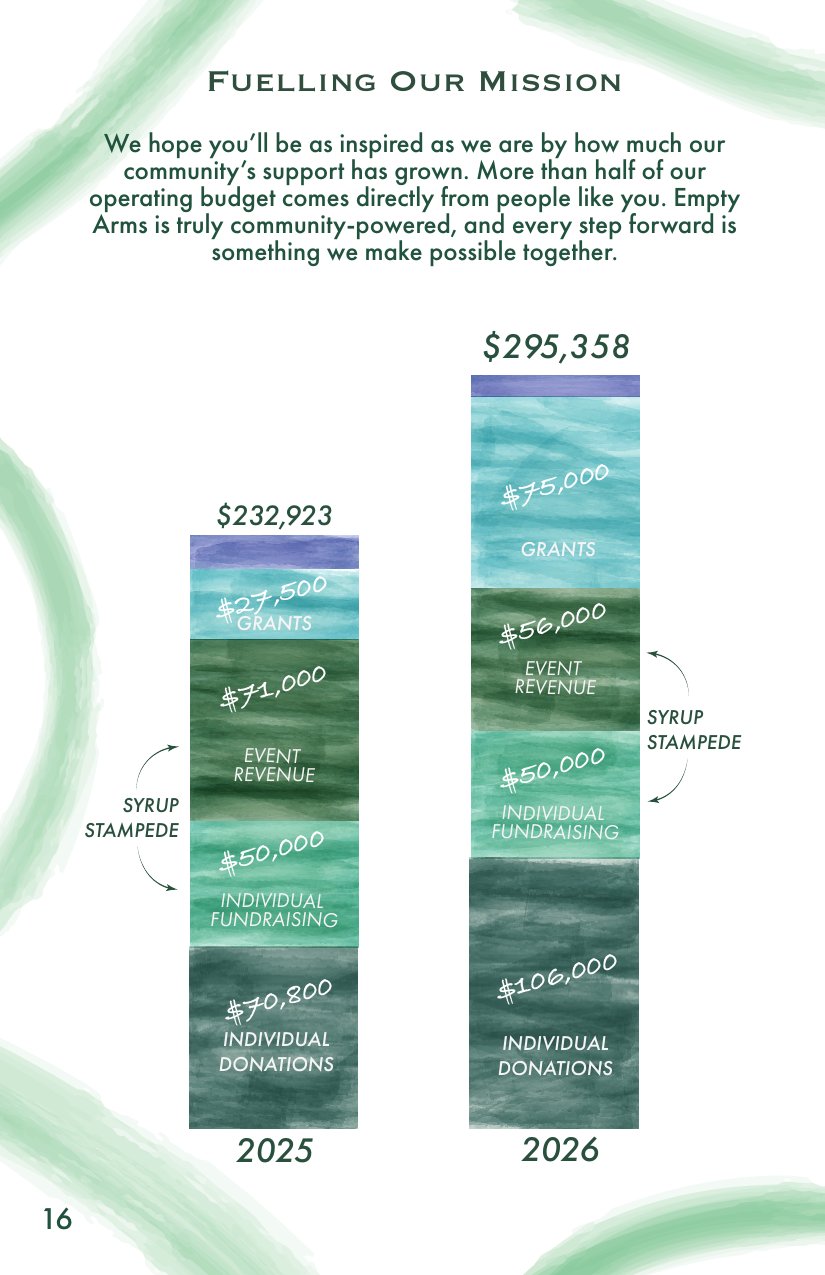 Fuelling Our Mission
We hope you’ll be as inspired as we are by how much our
community’s support has grown. More than half of our
operating budget comes directly from people like you. Empty
Arms is truly community-powered, and every step forward is
something we make possible together.
$232,923
$27,500
GRANTS
$71,000
EVENT
REVENUE
SYRUP
STAMPEDE
$50,000
INDIVIDUAL
FUNDRAISING
$70,800
INDIVIDUAL
DONATIONS
2025
$295,358
$75,000
GRANTS
$56,000
EVENT
REVENUE
SYRUP
STAMPEDE
$50,000
INDIVIDUAL
FUNDRAISING
$106,000
INDIVIDUAL
DONATIONS
2026
16